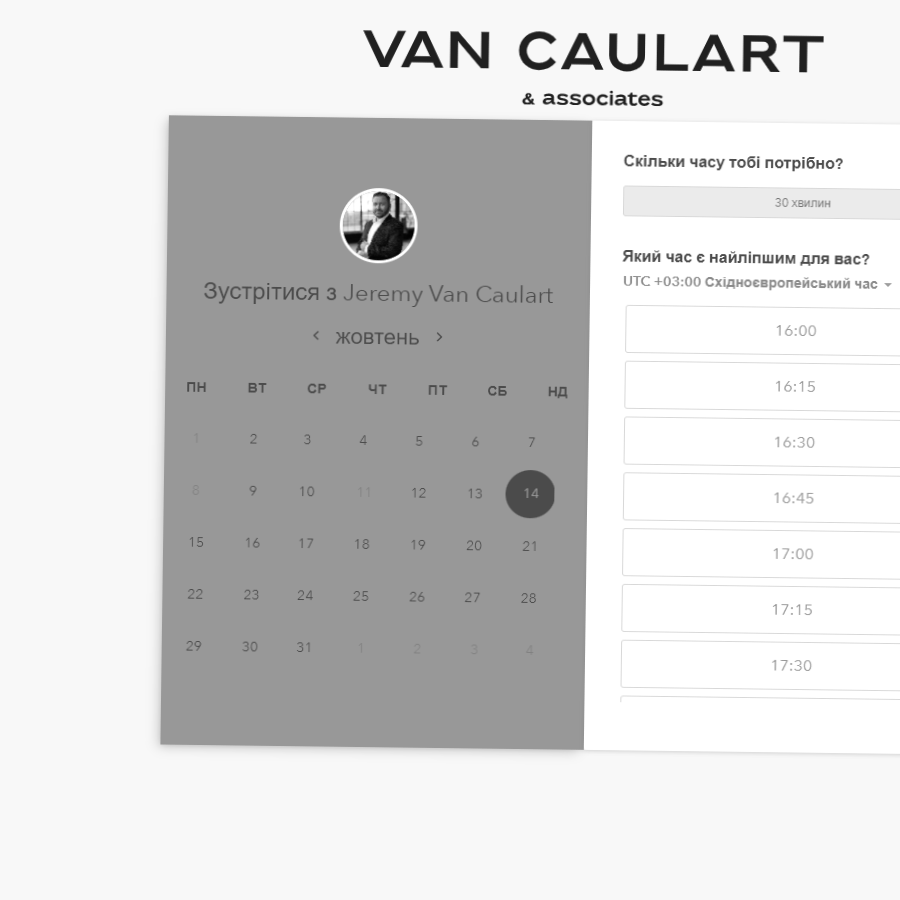 VAN CAULART
& associates
Зустрітися з Jeremy Van Caulart
жовтень
ПН ВТ СР ЧТ ПТ СБ НД
1 2 3 4 5 6 7
8 9 10 11 12 13 14
15 16 17 18 19 20 21
22 23 24 25 26 27 28
29 30 31 1 2 3 4
Скільки часу тобі потрібно?
30 хвилин
Який час є найліпшим для вас?
UTC +03:00 Східноєвропейський час
16:00
16:15
16:30
16:45
17:00
17:15
17:30